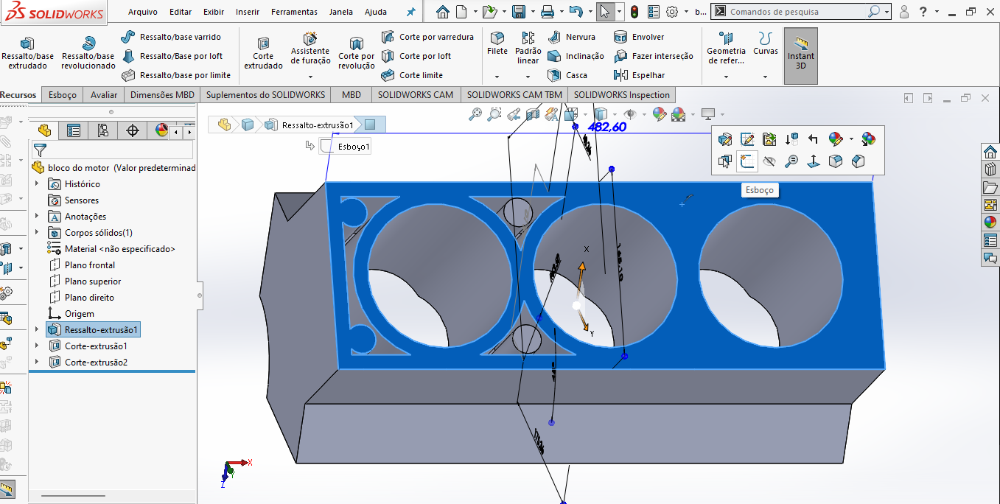 SOLIDWORKS
Arquivo Editar Exibir Inserir Ferramentas Janela Ajuda
b...
Comandos de pesquisa
?
Ressalto/base extrudado
Ressalto/base revolucionado
Ressalto/base varrido
Ressalto/base por loft
Ressalto/base por limite
Corte extrudado
Assistente de furação
Corte por revolução
Corte por varredura
Corte por loft
Corte limite
Filete
Padrão linear
Nervura
Inclinação
Casca
Envolver
Fazer interseção
Espelhar
Geometria de refer...
Curvas
Instant 3D
Recursos Esboço Avaliar Dimensões MBD Suplementos do SOLIDWORKS MBD SOLIDWORKS CAM SOLIDWORKS CAM TBM SOLIDWORKS Inspection
Ressalto-extrusão1
Esboyo1
482,60
Esboço
bloco do motor (Valor predeterminad
Histórico
Sensores
Anotações
Corpos sólidos(1)
Material <não especificado>
Plano frontal
Plano superior
Plano direito
Origem
Ressalto-extrusão1
Corte-extrusão1
Corte-extrusão2
X
Y
X
Y
Z